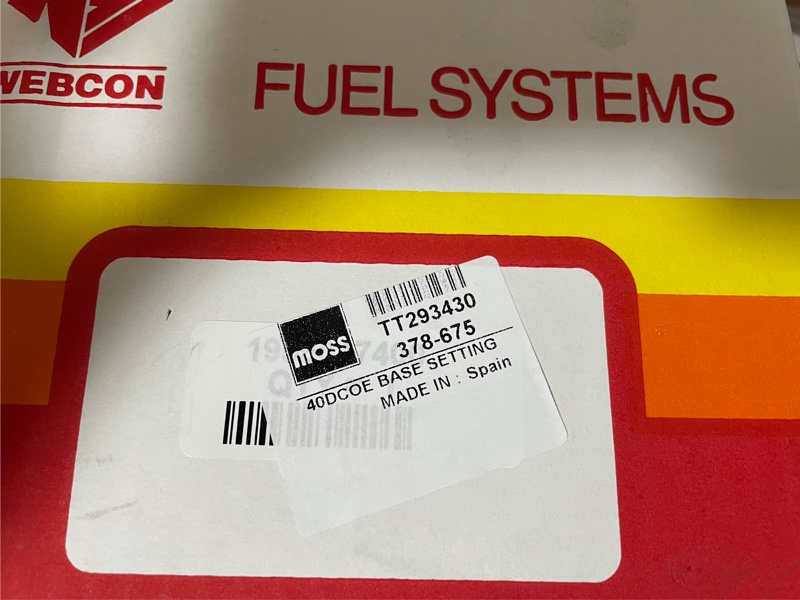 WEBCON
FUEL SYSTEMS
moss
TT293430
378-675
40DCOE BASE SETTING
MADE IN : Spain